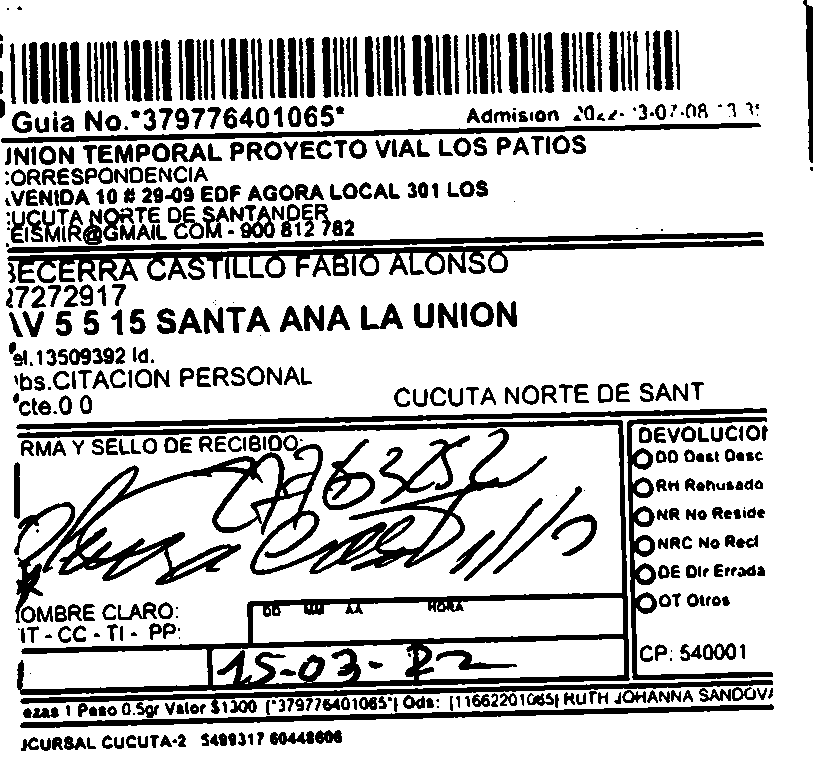 Guia No.*379776401065* Admision
UNION TEMPORAL PROYECTO VIAL LOS PATIOS
CORRESPONDENCIA
AVENIDA 10 # 29-09 EDF AGORA LOCAL 301 LOS
CUCUTA NORTE DE SANTANDER
EISMIR@GMAIL COM - 900 812 782
BECERRA CASTILLO FABIO ALONSO
27272917
AV 5 5 15 SANTA ANA LA UNION
el.13509392 Id.
bs.CITACION PERSONAL
cte.0 0
CUCUTA NORTE DE SANT
RMA Y SELLO DE RECIBIDO:
DEVOLUCION
DD Dest Desc
RH Rehusado
NR No Reside
NRC No Recl
DE Dir Errada
OT Otros
CP: 540001
OMBRE CLARO:
IT - CC - TI - PP:
DD MM AA HORA
15-03-22
ezas 1 Peso 0.5gr Valor $1300 (*379776401065*) Ods: [11662201065] RUTH JOHANNA SANDOVA
UCURSAL CUCUTA-2 5499317 60448606